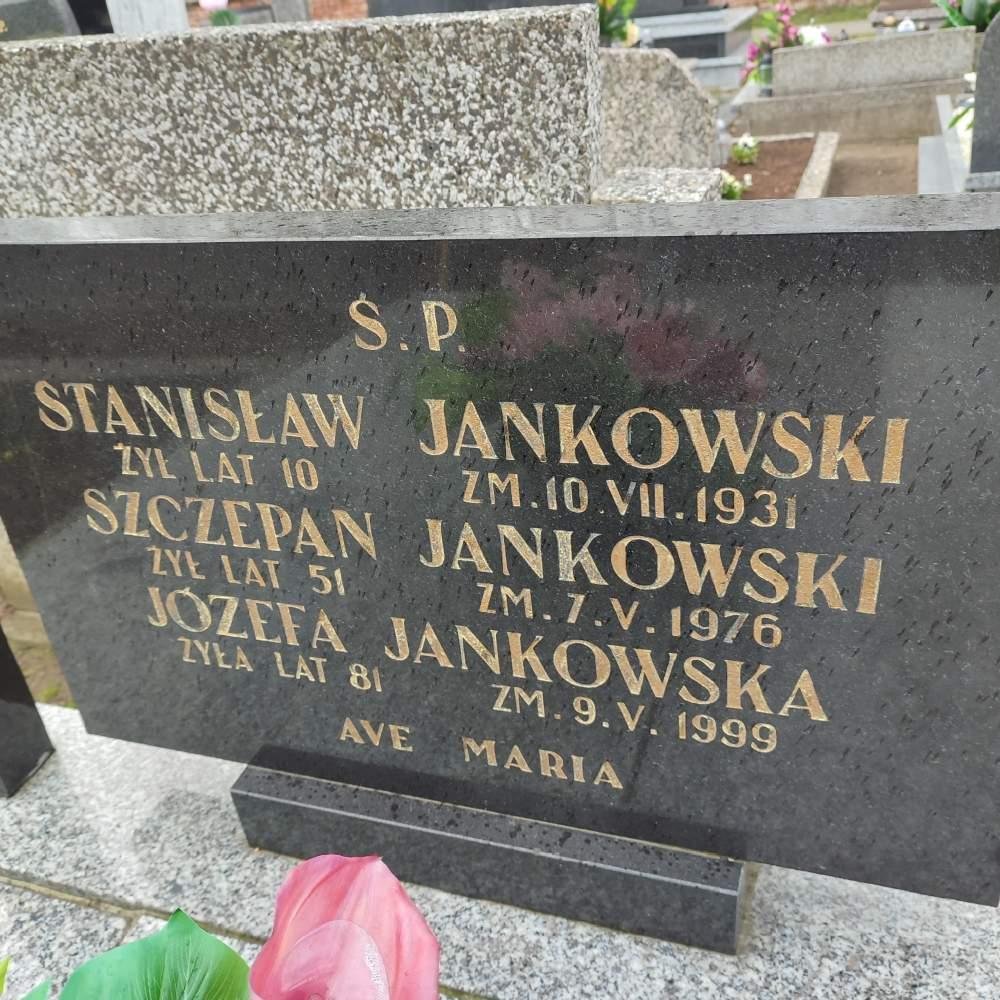 Ś.P.
STANISŁAW JANKOWSKI
ŻYŁ LAT 10 ZM.10.VII.1931
SZCZEPAN JANKOWSKI
ŻYŁ LAT 51 ZM.7.V.1976
JÓZEFA JANKOWSKA
ŻYŁA LAT 81 ZM.9.V.1999
AVE MARIA